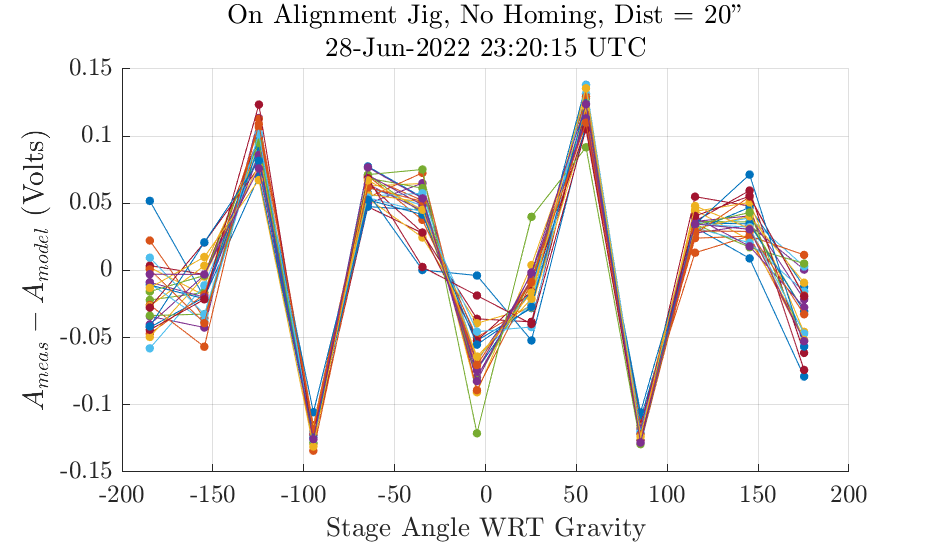 On Alignment Jig, No Homing, Dist = 20"
28-Jun-2022 23:20:15 UTC
0.15
0.1
0.05
0
-0.05
-0.1
-0.15
A_meas − A_model (Volts)
-200 -150 -100 -50 0 50 100 150 200
Stage Angle WRT Gravity